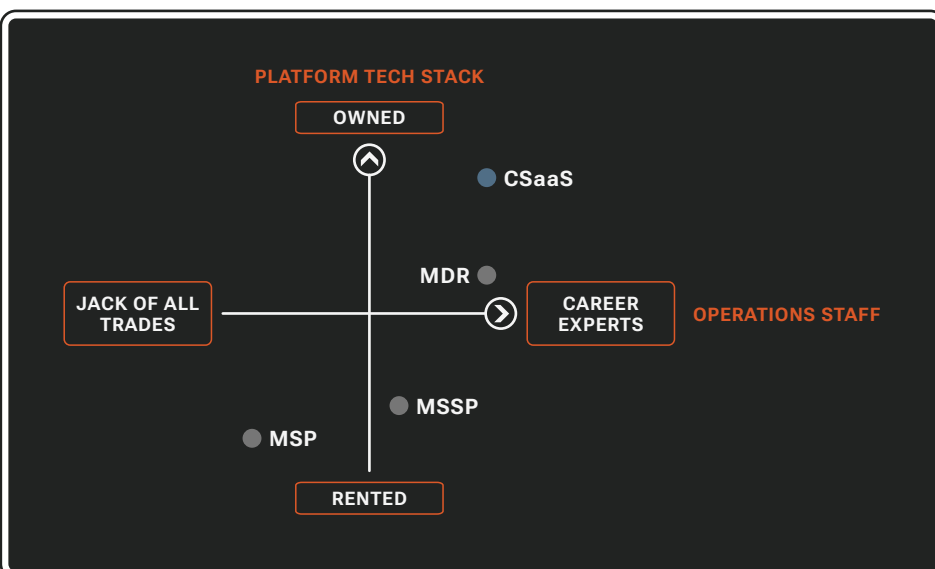 PLATFORM TECH STACK
OWNED
CSaaS
MDR
JACK OF ALL
TRADES
CAREER
EXPERTS
OPERATIONS STAFF
MSSP
MSP
RENTED